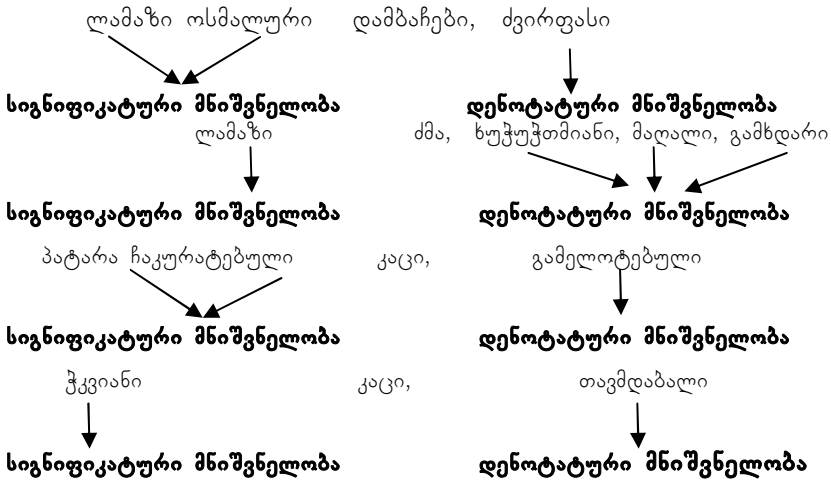 ლამაზი ოსმალური დამბაჩები, ძვირფასი
სიგნიფიკატური მნიშვნელობა დენოტატური მნიშვნელობა
ლამაზი ძმა, ხუჭუჭთმიანი, მაღალი, გამხდარი
სიგნიფიკატური მნიშვნელობა დენოტატური მნიშვნელობა
პატარა ჩაკურატებული კაცი, გამელოტებული
სიგნიფიკატური მნიშვნელობა დენოტატური მნიშვნელობა
ჭკვიანი კაცი, თავმდაბალი
სიგნიფიკატური მნიშვნელობა დენოტატური მნიშვნელობა